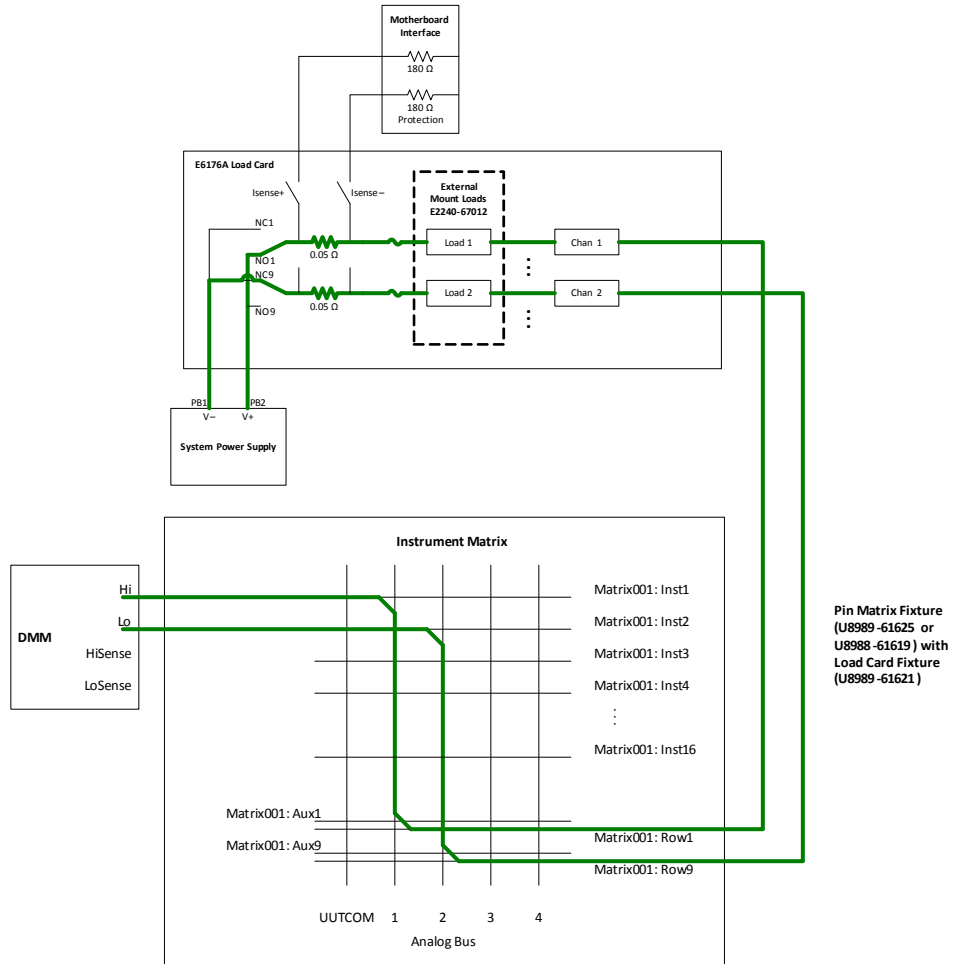 Motherboard
Interface
180 Ω
180 Ω
Protection
E6176A Load Card
Isense+
Isense–
External
Mount Loads
E2240-67012
NC1
Load 1
Chan 1
NO1
0.05 Ω
NC9
Load 2
Chan 2
NO9
0.05 Ω
PB1
PB2
V–
V+
System Power Supply
Instrument Matrix
DMM
Hi
Lo
HiSense
LoSense
Matrix001: Inst1
Matrix001: Inst2
Matrix001: Inst3
Matrix001: Inst4
Matrix001: Inst16
Pin Matrix Fixture
(U8989-61625 or
U8988-61619) with
Load Card Fixture
(U8989-61621)
Matrix001: Aux1
Matrix001: Row1
Matrix001: Aux9
Matrix001: Row9
UUTCOM 1 2 3 4
Analog Bus